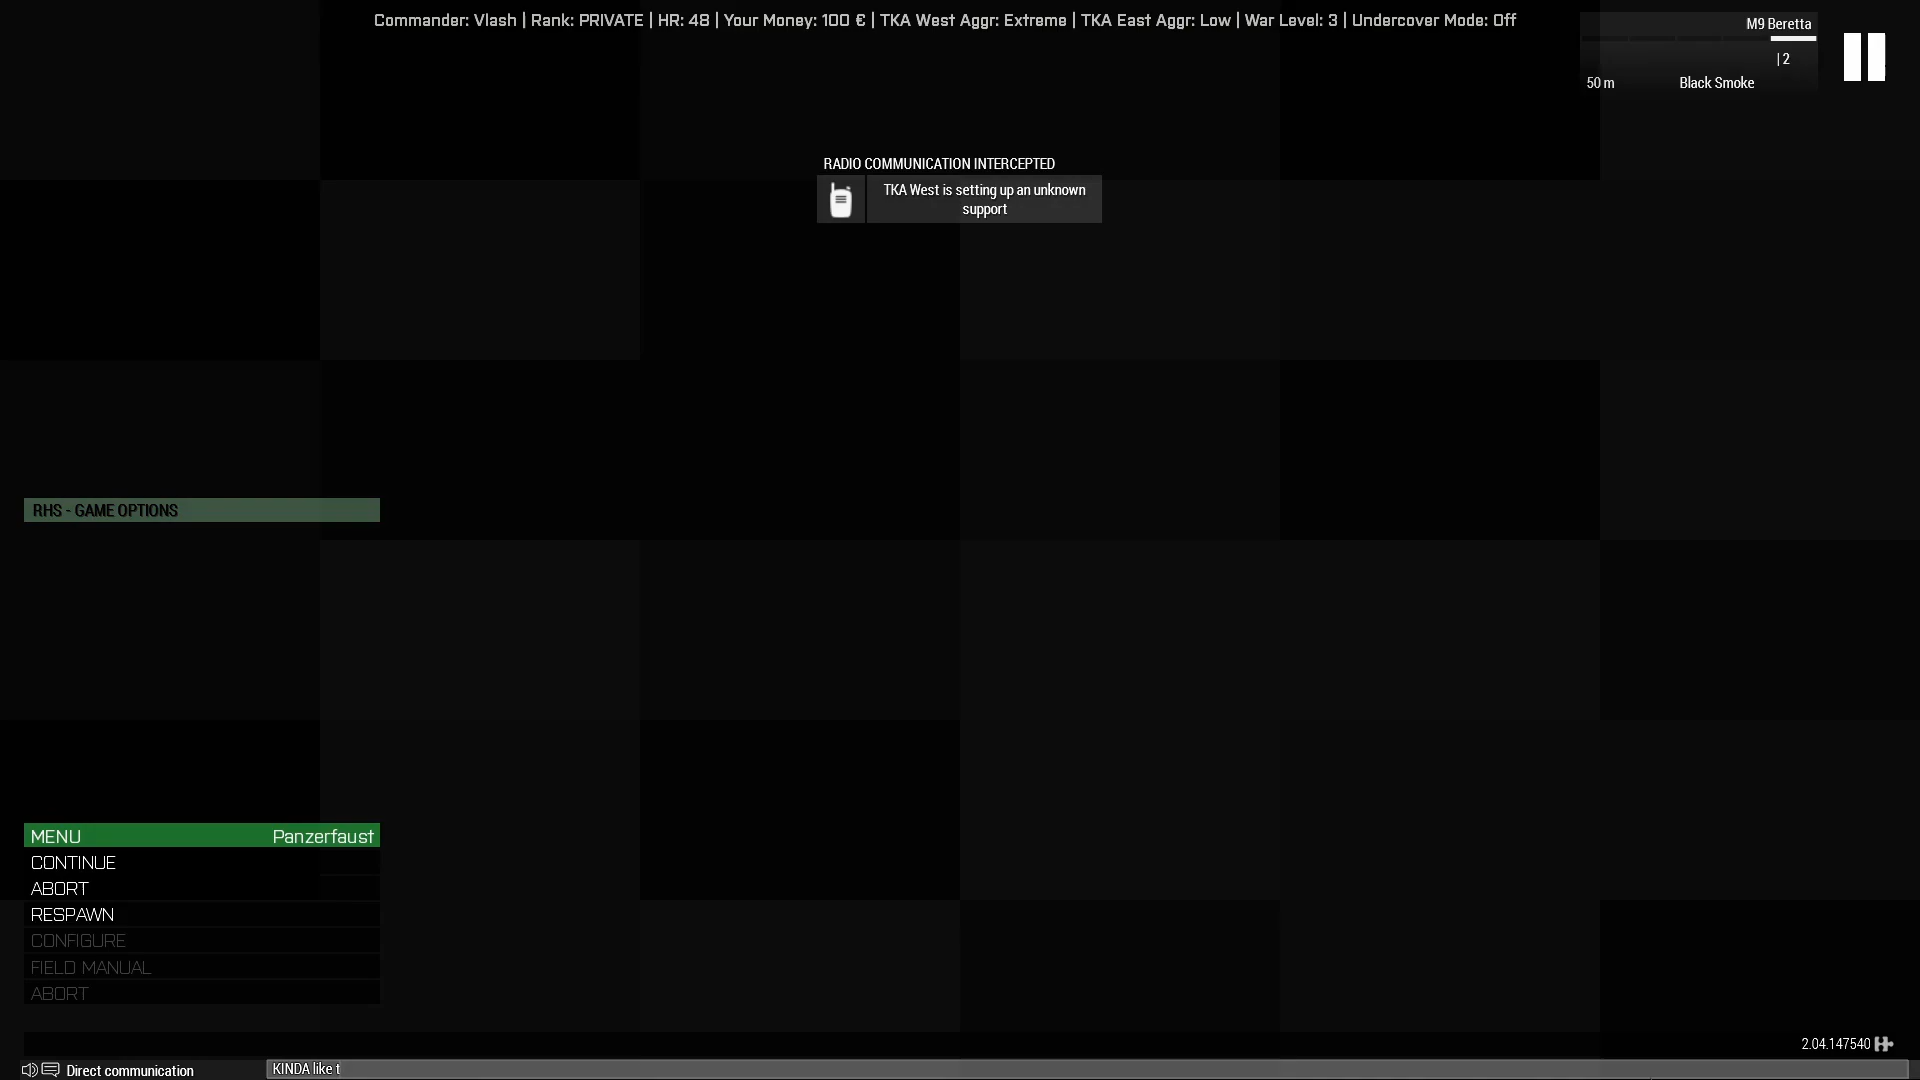 Commander: Vlash | Rank: PRIVATE | HR: 48 | Your Money: 100 € | TKA West Aggr: Extreme | TKA East Aggr: Low | War Level: 3 | Undercover Mode: Off
M9 Beretta
| 2
50 m Black Smoke
RADIO COMMUNICATION INTERCEPTED
TKA West is setting up an unknown
support
RHS - GAME OPTIONS
MENU Panzerfaust
CONTINUE
ABORT
RESPAWN
CONFIGURE
FIELD MANUAL
ABORT
2.04.147540
Direct communication KINDA like t